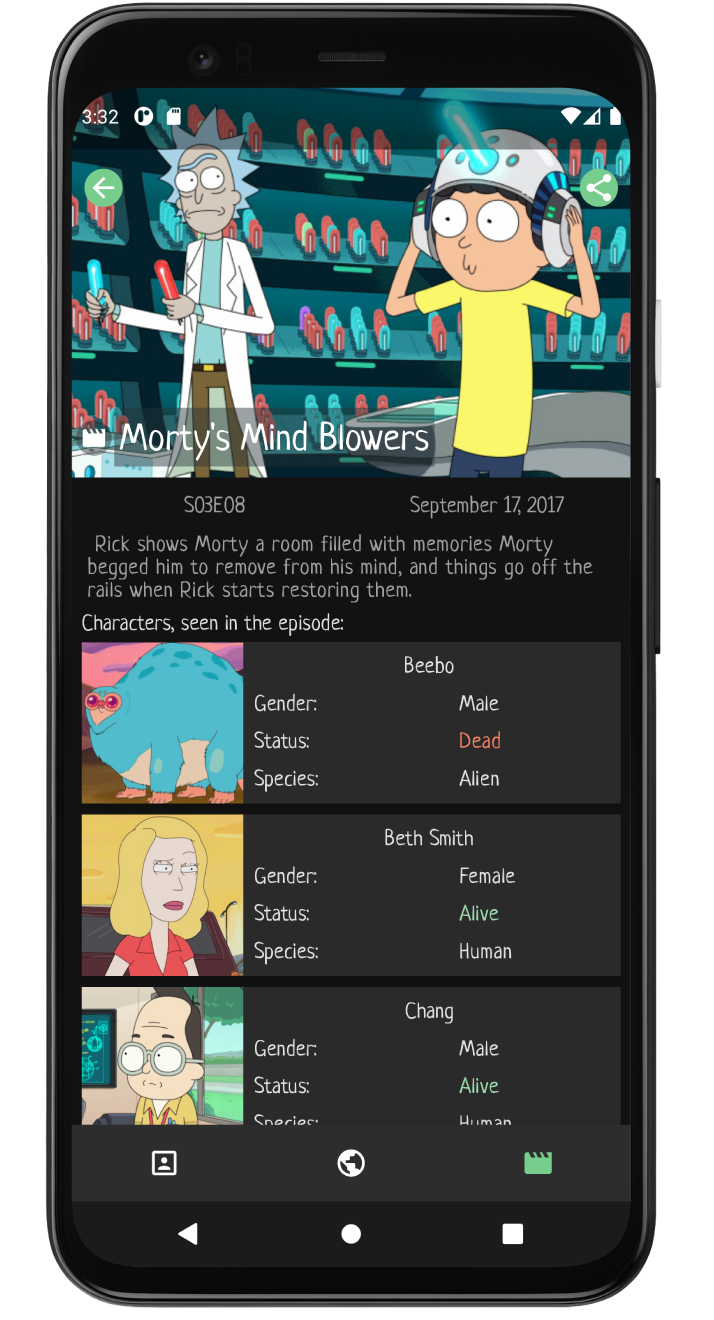 3:32
Morty's Mind Blowers
S03E08 September 17, 2017
Rick shows Morty a room filled with memories Morty
begged him to remove from his mind, and things go off the
rails when Rick starts restoring them.
Characters, seen in the episode:
Beebo
Gender: Male
Status: Dead
Species: Alien
Beth Smith
Gender: Female
Status: Alive
Species: Human
Chang
Gender: Male
Status: Alive
Species: Human